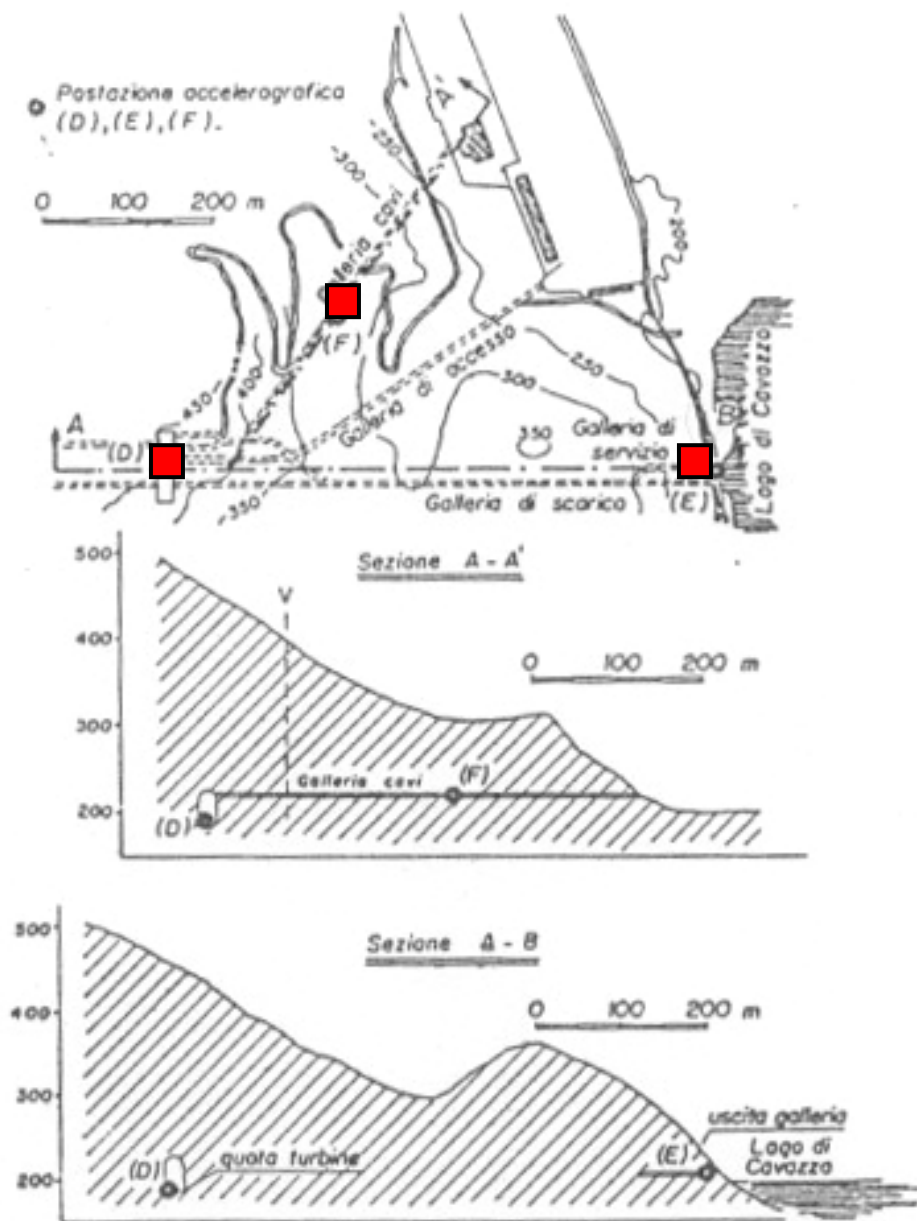 Postazione accelerografica
(D),(E),(F).
0 100 200 m
A'
-250
-300
Galleria cavi
200
(F)
450
400
Galleria di accesso
250
300
A
(D)
350
Galleria di
servizio
B
Lago di Cavazzo
-350
Galleria di scarico
(E)
Sezione A - A'
500
400
300
200
V
0 100 200 m
Galleria cavi
(F)
(D)
Sezione A - B
500
400
300
200
0 100 200 m
uscita galleria
(E)
Lago di
Cavazzo
(D)
quota turbine